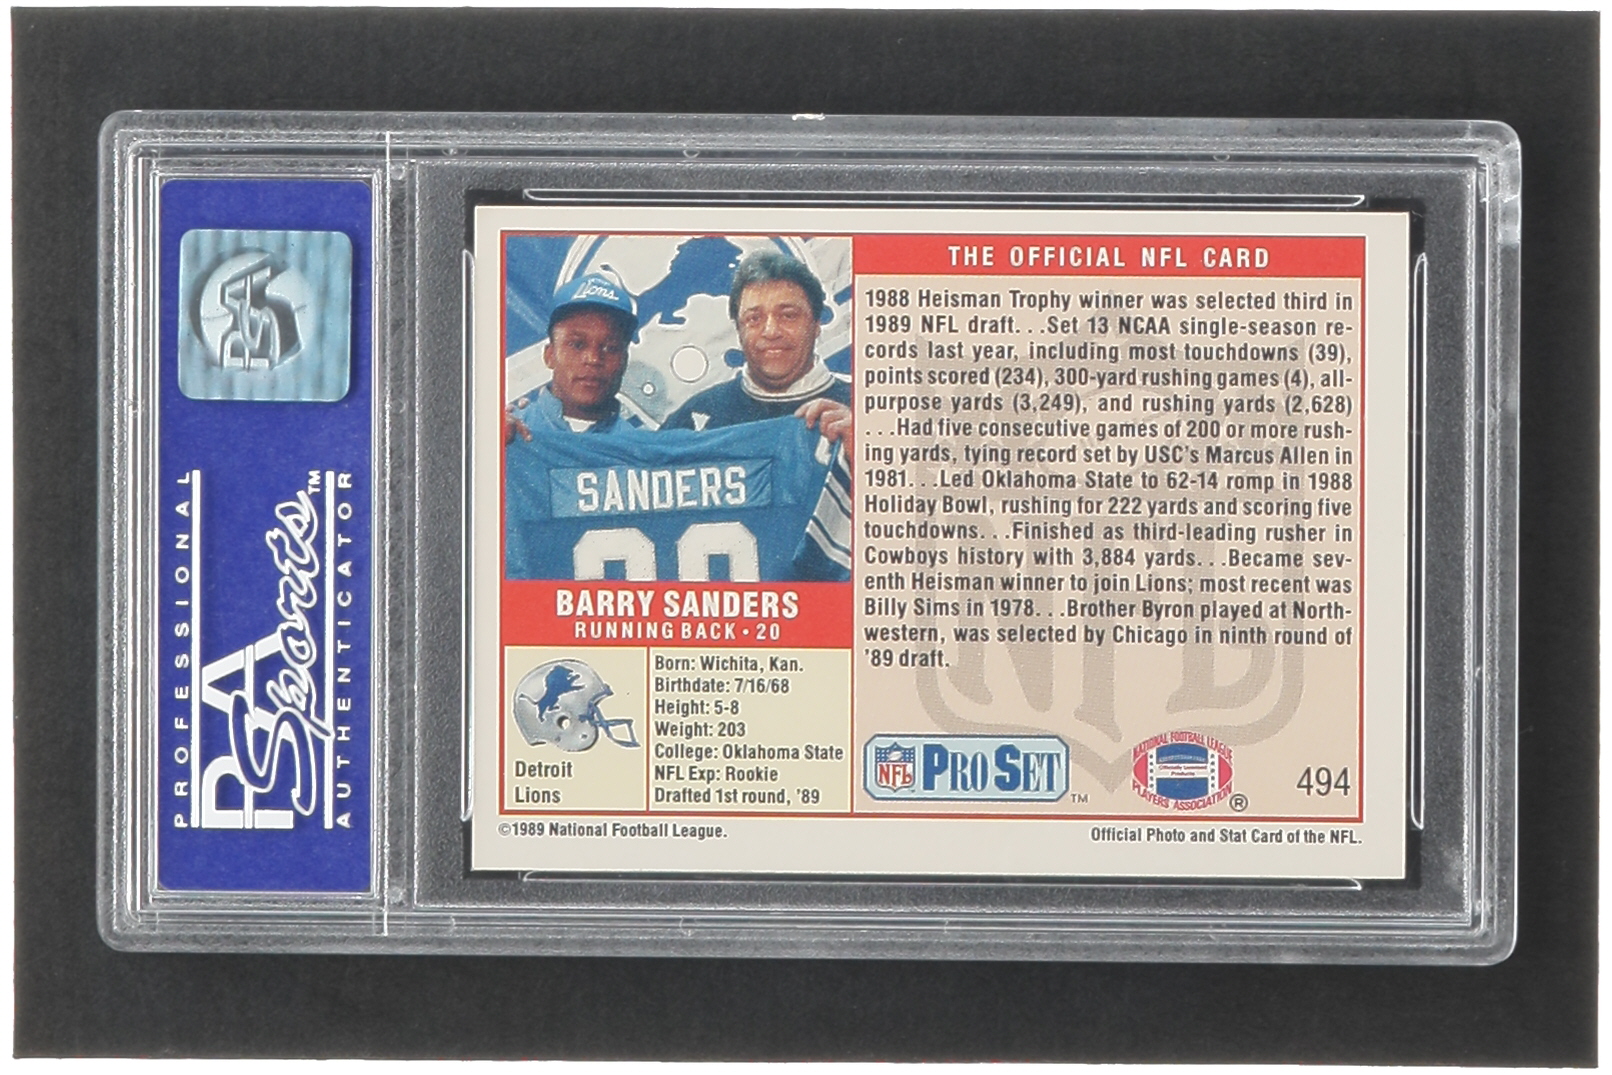 PROFESSIONAL
PSA
Sports™
AUTHENTICATOR
PSA
Lions
SANDERS
BARRY SANDERS
RUNNING BACK • 20
Detroit
Lions
Born: Wichita, Kan.
Birthdate: 7/16/68
Height: 5-8
Weight: 203
College: Oklahoma State
NFL Exp: Rookie
Drafted 1st round, '89
THE OFFICIAL NFL CARD
1988 Heisman Trophy winner was selected third in
1989 NFL draft. . .Set 13 NCAA single-season re-
cords last year, including most touchdowns (39),
points scored (234), 300-yard rushing games (4), all-
purpose yards (3,249), and rushing yards (2,628)
. . .Had five consecutive games of 200 or more rush-
ing yards, tying record set by USC's Marcus Allen in
1981. . .Led Oklahoma State to 62-14 romp in 1988
Holiday Bowl, rushing for 222 yards and scoring five
touchdowns. . .Finished as third-leading rusher in
Cowboys history with 3,884 yards. . .Became sev-
enth Heisman winner to join Lions; most recent was
Billy Sims in 1978. . .Brother Byron played at North-
western, was selected by Chicago in ninth round of
'89 draft.
NFL
NFL PRO SET ™
NATIONAL FOOTBALL LEAGUE
Officially Licensed
Products
PLAYERS ASSOCIATION ®
494
©1989 National Football League.
Official Photo and Stat Card of the NFL.